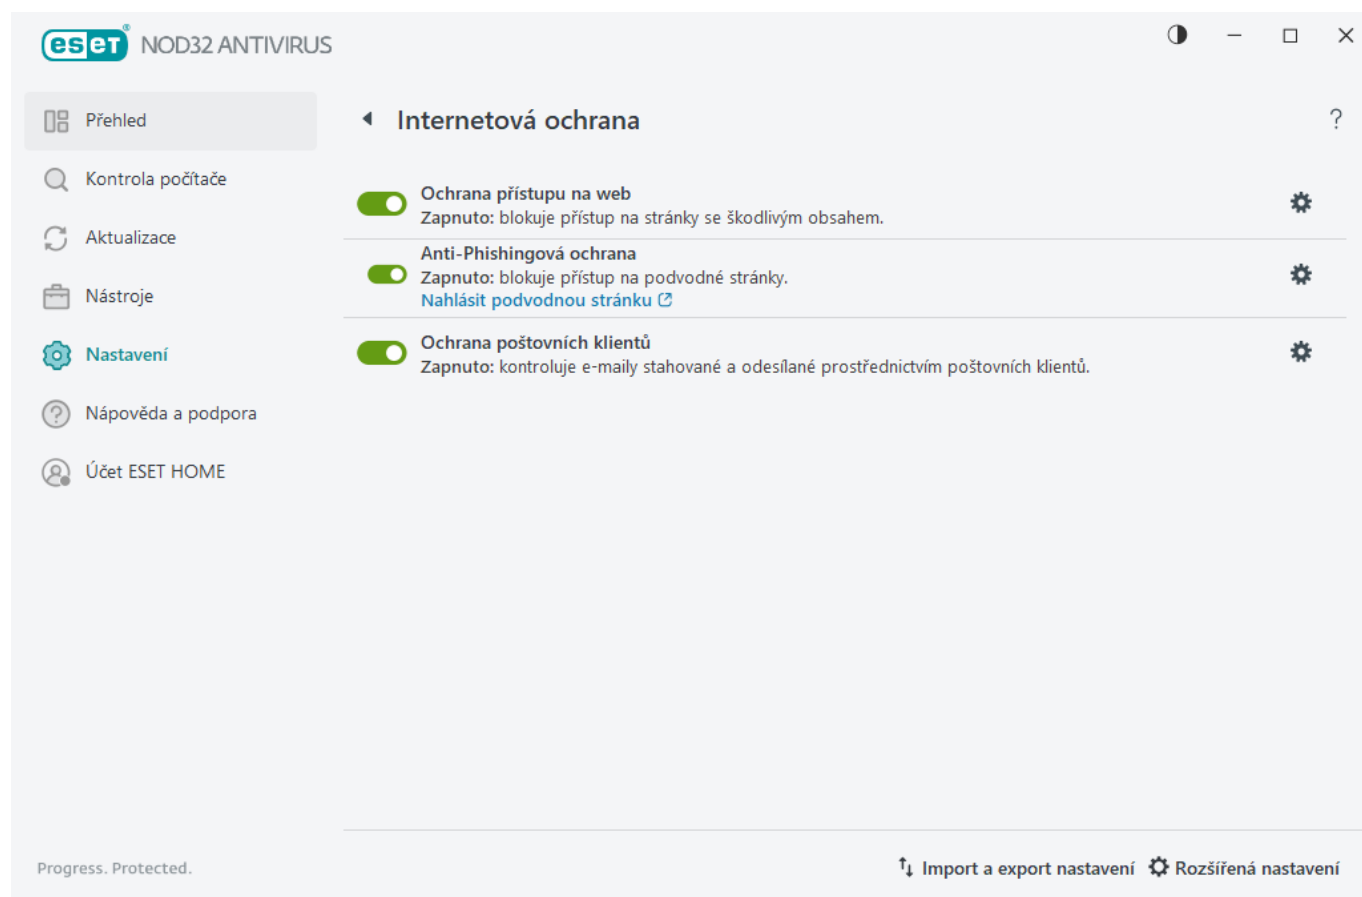 eset® NOD32 ANTIVIRUS
Přehled
Kontrola počítače
Aktualizace
Nástroje
Nastavení
Nápověda a podpora
Účet ESET HOME
Internetová ochrana
?
Ochrana přístupu na web
Zapnuto: blokuje přístup na stránky se škodlivým obsahem.
Anti-Phishingová ochrana
Zapnuto: blokuje přístup na podvodné stránky.
Nahlásit podvodnou stránku
Ochrana poštovních klientů
Zapnuto: kontroluje e-maily stahované a odesílané prostřednictvím poštovních klientů.
Progress. Protected.
Import a export nastavení
Rozšířená nastavení